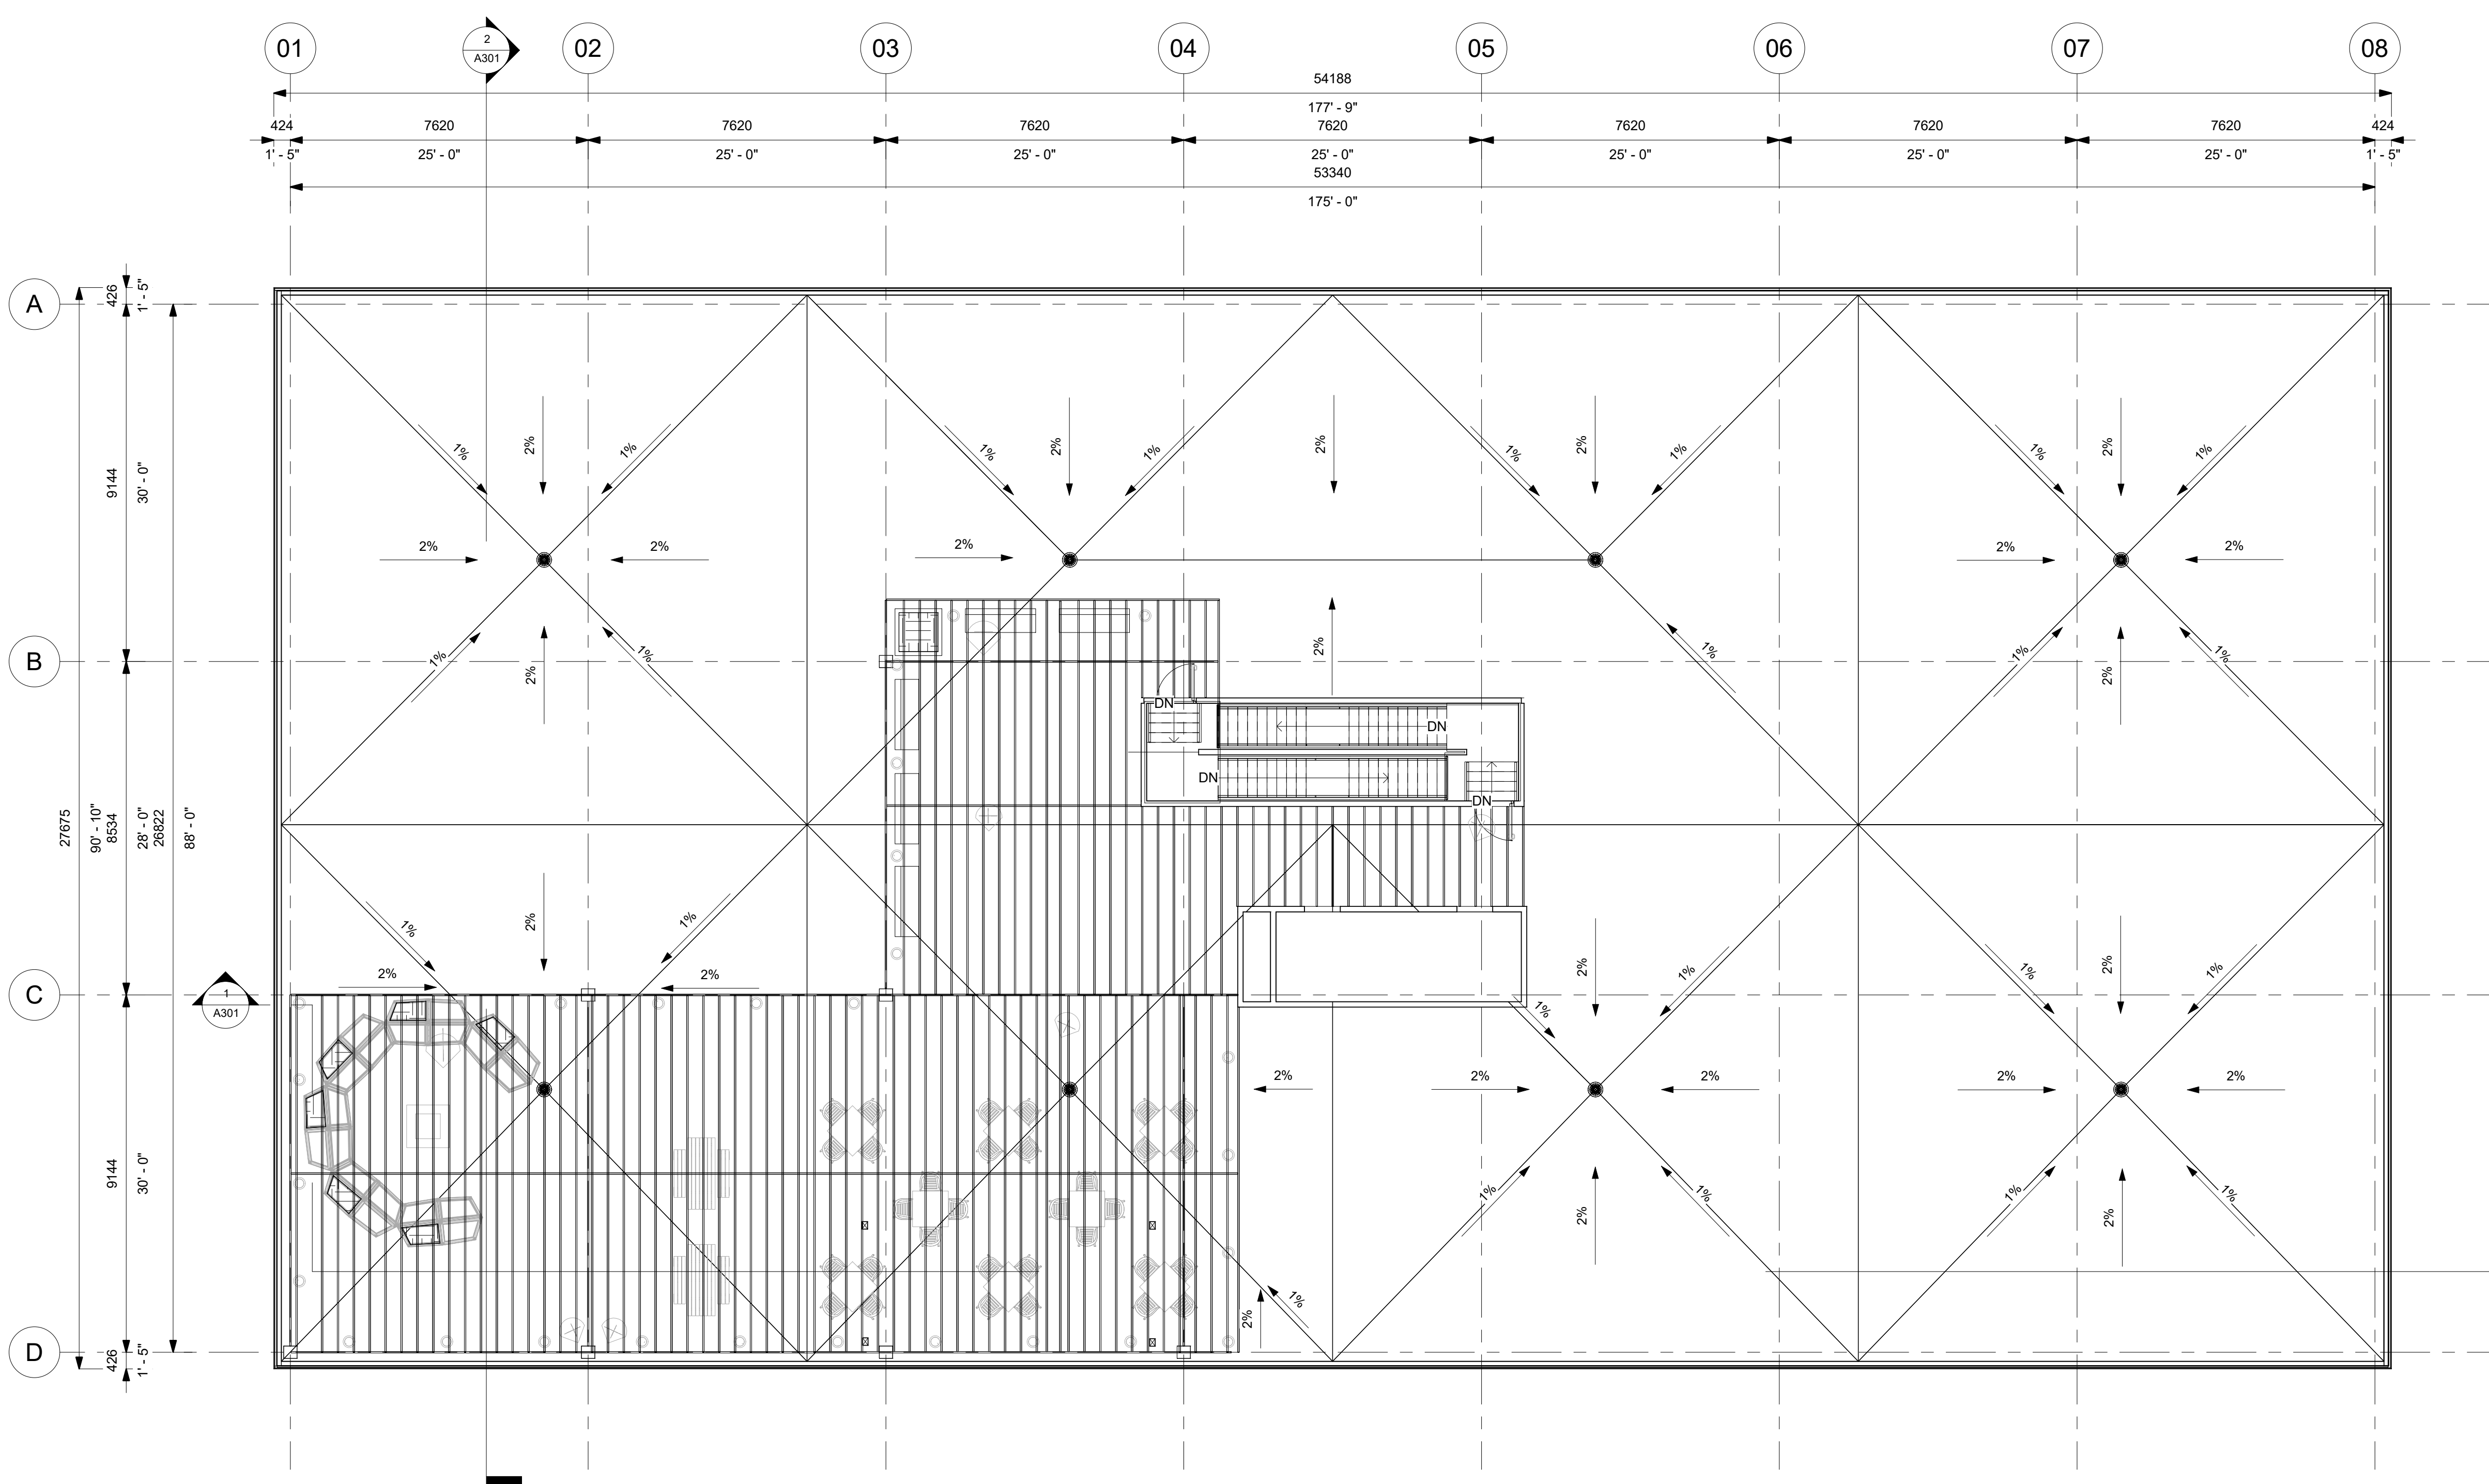 01
2
A301
02
03
04
05
06
07
08
54188
177' - 9"
424
7620
7620
7620
7620
7620
7620
7620
424
1' - 5"
25' - 0"
25' - 0"
25' - 0"
25' - 0"
25' - 0"
25' - 0"
25' - 0"
1' - 5"
53340
175' - 0"
A
426
1' - 5"
9144
30' - 0"
1%
2%
1%
1%
2%
1%
2%
1%
2%
1%
1%
2%
1%
2%
2%
2%
2%
2%
B
1%
2%
1%
2%
1%
1%
2%
1%
DN
DN
DN
DN
27675
90' - 10"
8534
28' - 0"
26822
88' - 0"
1%
2%
1%
2%
1%
1%
2%
1%
2%
2%
C
1
A301
1%
2%
2%
2%
2%
2%
9144
30' - 0"
1%
2%
1%
1%
2%
1%
2%
1%
D
426
1' - 5"